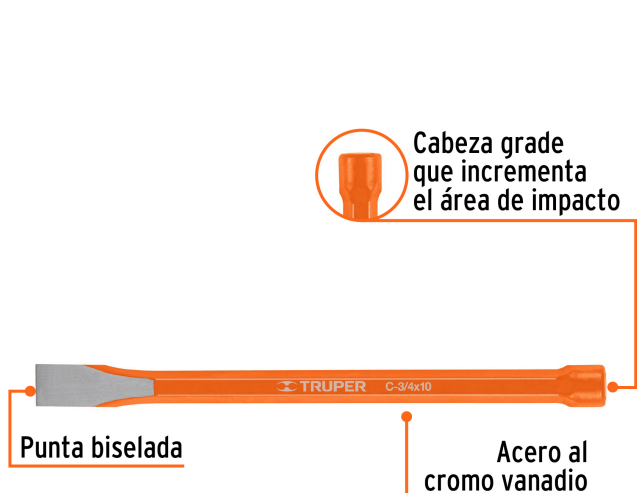 Cabeza grade
que incrementa
el área de impacto
TRUPER C-3/4x10
Punta biselada
Acero al
cromo vanadio